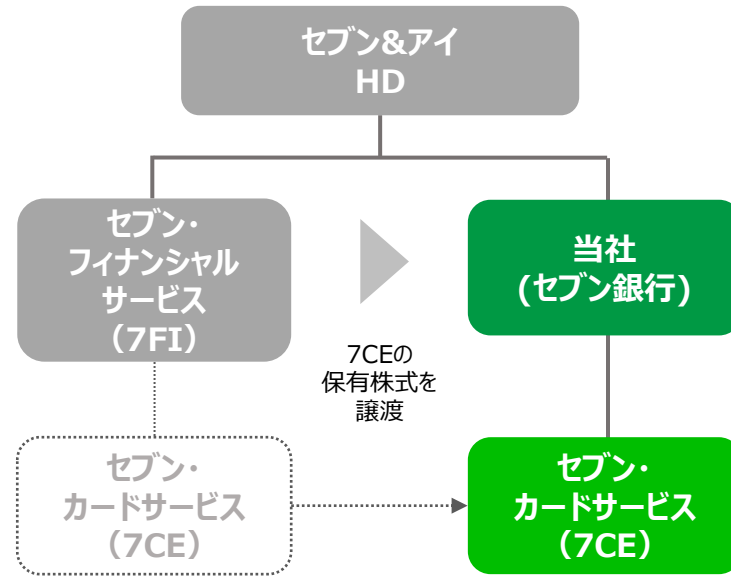 セブン&アイ
HD
セブン・
フィナンシャル
サービス
（7FI）
当社
(セブン銀行)
7CEの
保有株式を
譲渡
セブン・
カードサービス
（7CE）
セブン・
カードサービス
（7CE）